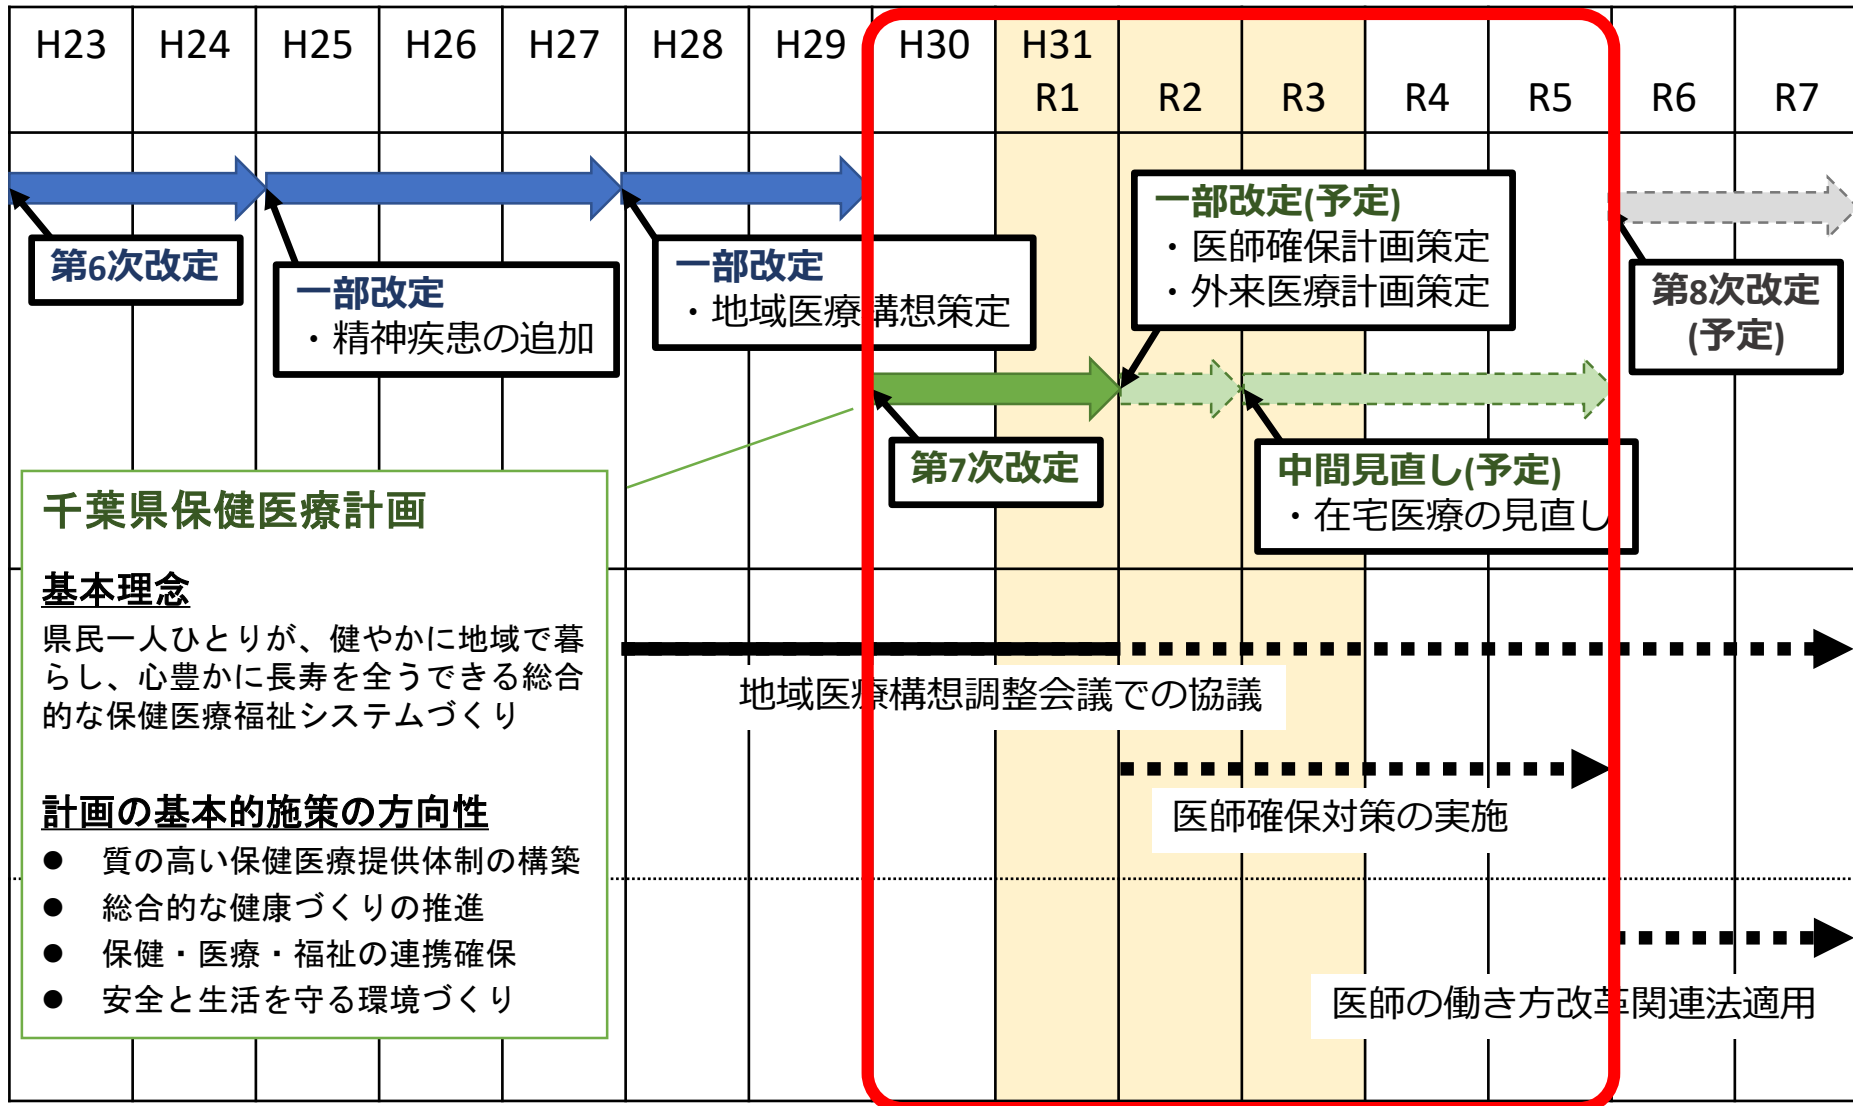 H23 H24 H25 H26 H27 H28 H29 H30 H31
R1 R2 R3 R4 R5 R6 R7
第6次改定
一部改定
・精神疾患の追加
一部改定
・地域医療構想策定
一部改定(予定)
・医師確保計画策定
・外来医療計画策定
第8次改定
(予定)
第7次改定
中間見直し(予定)
・在宅医療の見直し
千葉県保健医療計画
基本理念
県民一人ひとりが、健やかに地域で暮
らし、心豊かに長寿を全うできる総合
的な保健医療福祉システムづくり
計画の基本的施策の方向性
● 質の高い保健医療提供体制の構築
● 総合的な健康づくりの推進
● 保健・医療・福祉の連携確保
● 安全と生活を守る環境づくり
地域医療構想調整会議での協議
医師確保対策の実施
医師の働き方改革関連法適用